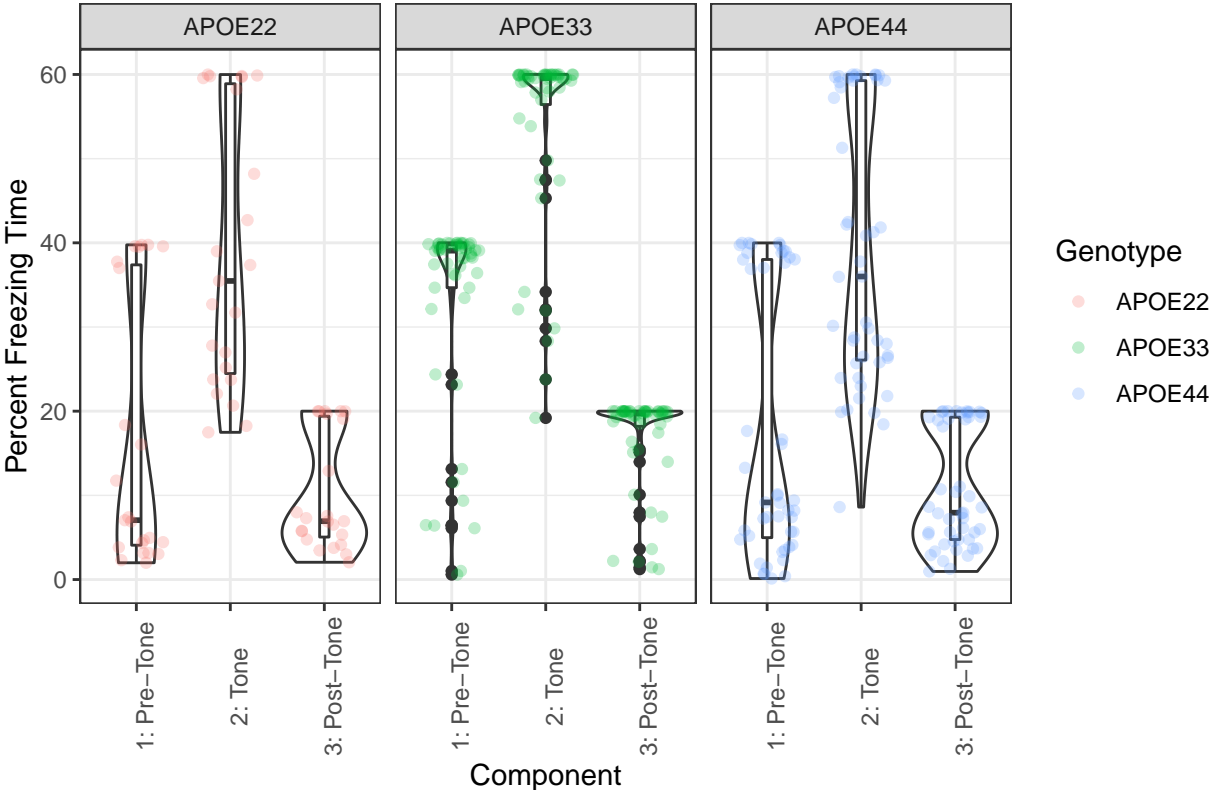 APOE22 APOE33 APOE44
Percent Freezing Time
60
40
20
0
1: Pre−Tone
2: Tone
3: Post−Tone
1: Pre−Tone
2: Tone
3: Post−Tone
1: Pre−Tone
2: Tone
3: Post−Tone
Component
Genotype
APOE22
APOE33
APOE44